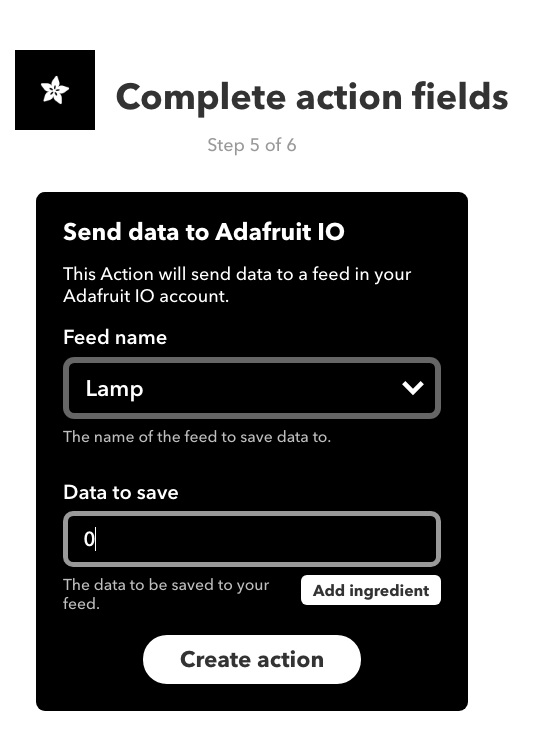 Complete action fields
Step 5 of 6
Send data to Adafruit IO
This Action will send data to a feed in your
Adafruit IO account.
Feed name
Lamp
The name of the feed to save data to.
Data to save
0
The data to be saved to your
feed.
Add ingredient
Create action